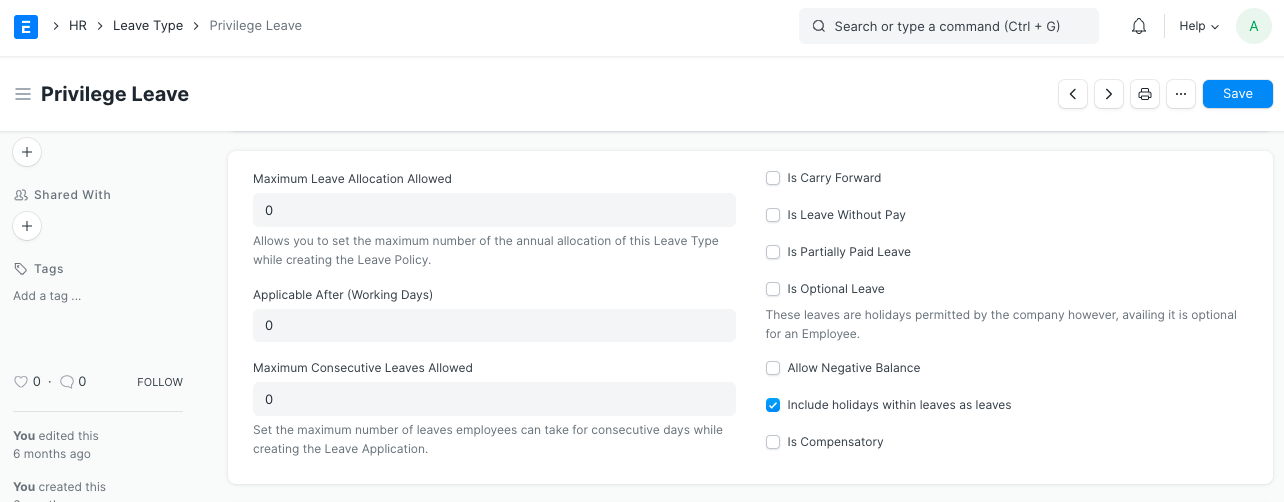 E
HR
Leave Type
Privilege Leave
Search or type a command (Ctrl + G)
Help
A
Privilege Leave
Save
Shared With
Tags
Add a tag ...
0 · 0
FOLLOW
You edited this
6 months ago
You created this
Maximum Leave Allocation Allowed
0
Allows you to set the maximum number of the annual allocation of this Leave Type
while creating the Leave Policy.
Applicable After (Working Days)
0
Maximum Consecutive Leaves Allowed
0
Set the maximum number of leaves employees can take for consecutive days while
creating the Leave Application.
Is Carry Forward
Is Leave Without Pay
Is Partially Paid Leave
Is Optional Leave
These leaves are holidays permitted by the company however, availing it is optional
for an Employee.
Allow Negative Balance
Include holidays within leaves as leaves
Is Compensatory